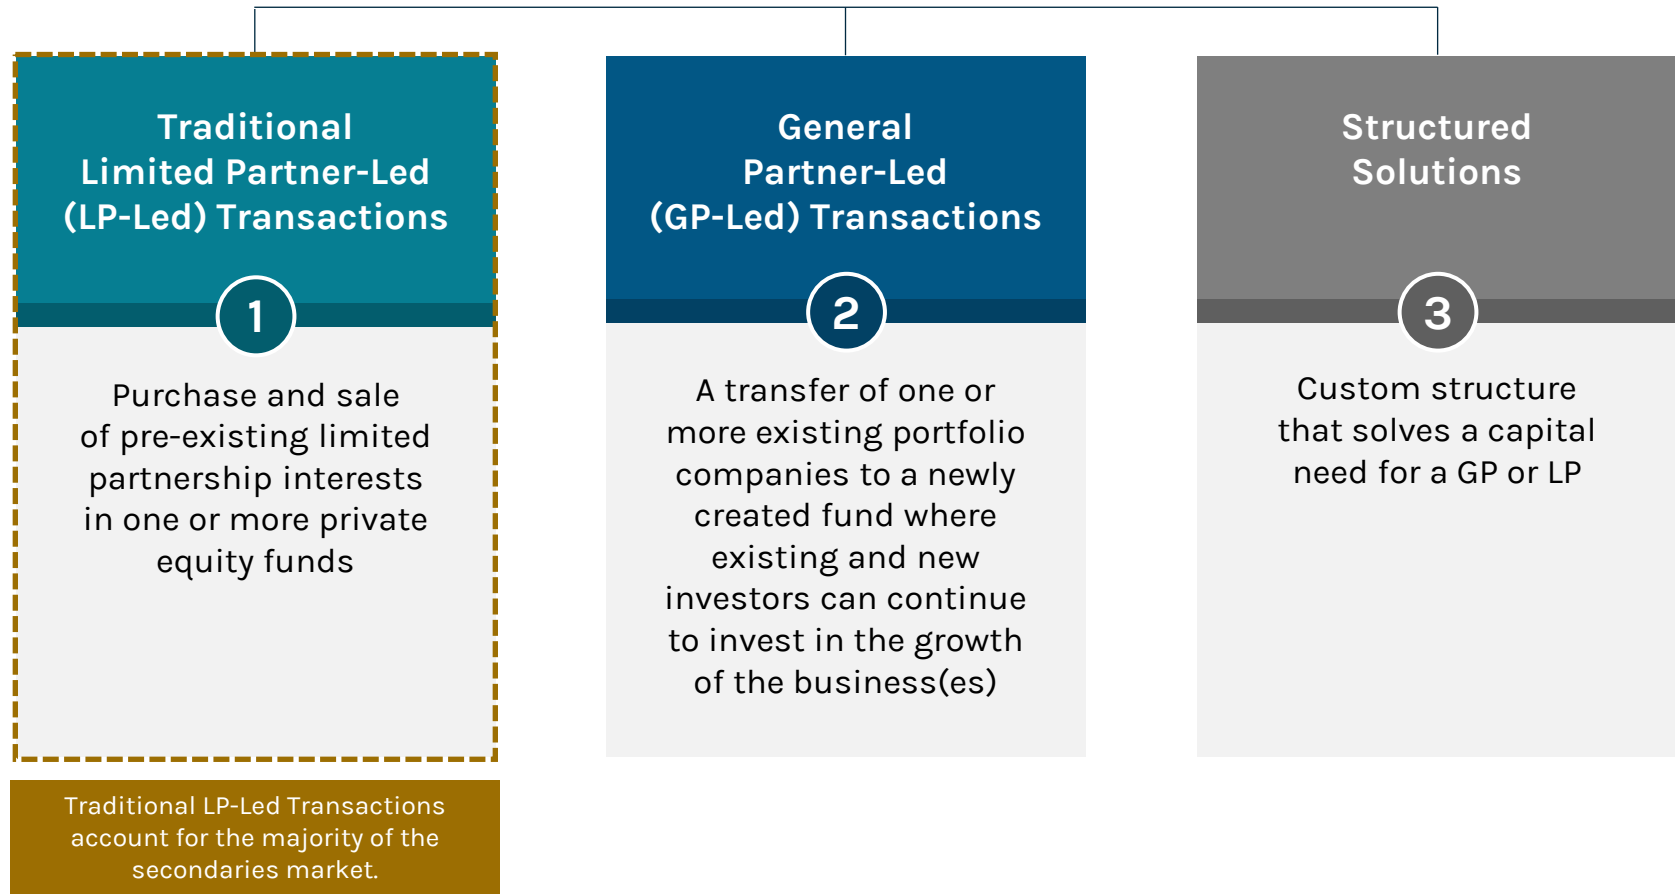 Traditional
Limited Partner-Led
(LP-Led) Transactions
1
Purchase and sale
of pre-existing limited
partnership interests
in one or more private
equity funds
Traditional LP-Led Transactions
account for the majority of the
secondaries market.
General
Partner-Led
(GP-Led) Transactions
2
A transfer of one or
more existing portfolio
companies to a newly
created fund where
existing and new
investors can continue
to invest in the growth
of the business(es)
Structured
Solutions
3
Custom structure
that solves a capital
need for a GP or LP